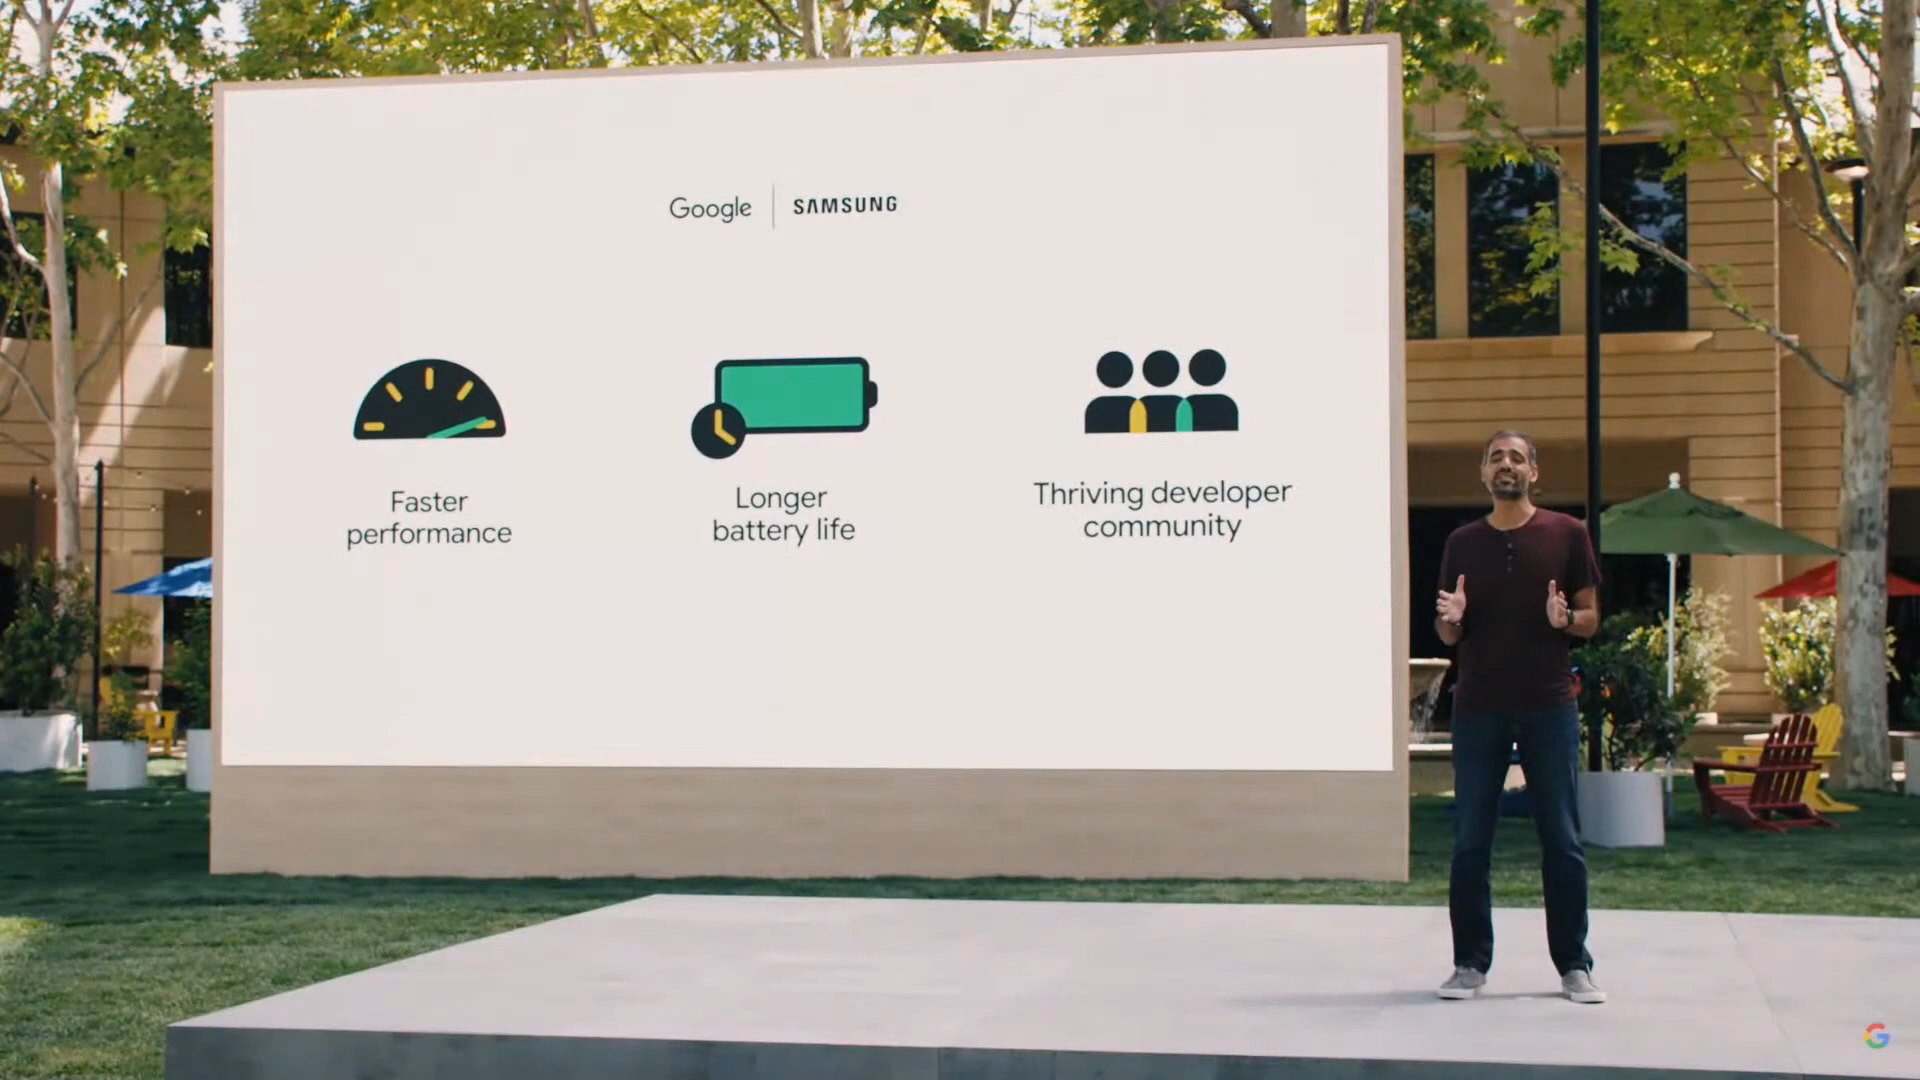 Google | SAMSUNG
Faster
performance
Longer
battery life
Thriving developer
community